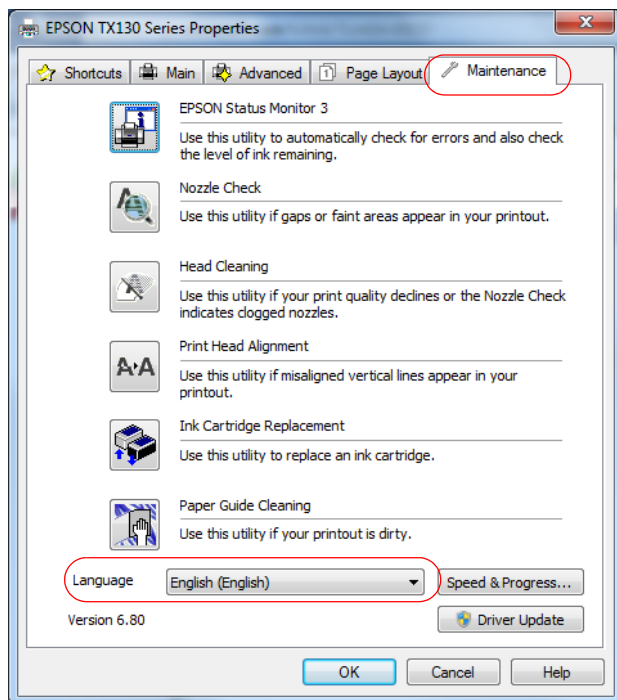 EPSON TX130 Series Properties
Shortcuts Main Advanced 1 Page Layout Maintenance
EPSON Status Monitor 3
Use this utility to automatically check for errors and also check
the level of ink remaining.
Nozzle Check
Use this utility if gaps or faint areas appear in your printout.
Head Cleaning
Use this utility if your print quality declines or the Nozzle Check
indicates clogged nozzles.
Print Head Alignment
A A
Use this utility if misaligned vertical lines appear in your
printout.
Ink Cartridge Replacement
Use this utility to replace an ink cartridge.
Paper Guide Cleaning
Use this utility if your printout is dirty.
Language English (English) Speed & Progress...
Version 6.80 Driver Update
OK Cancel Help